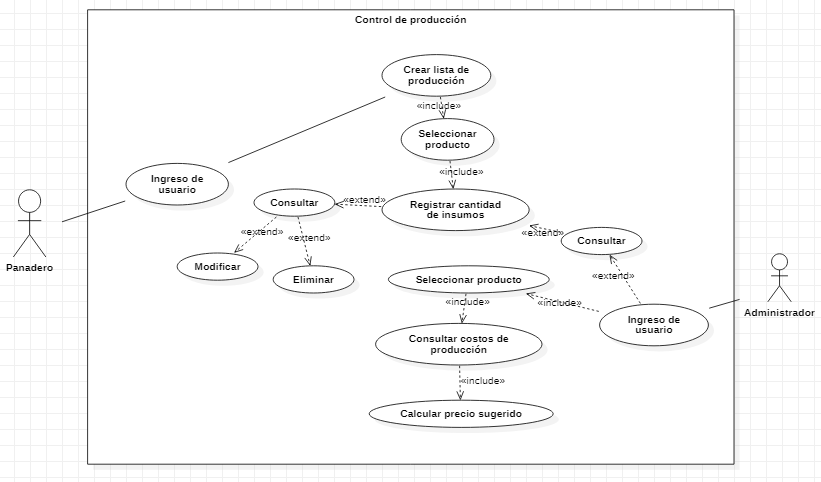 Control de producción
Crear lista de
producción
«include»
Seleccionar
producto
«include»
Ingreso de
usuario
Panadero
Consultar
«extend»
Registrar cantidad
de insumos
«extend»
«extend»
Modificar
Eliminar
«extend»
Consultar
«extend»
Seleccionar producto
«include»
«include»
Ingreso de
usuario
Administrador
Consultar costos de
producción
«include»
Calcular precio sugerido